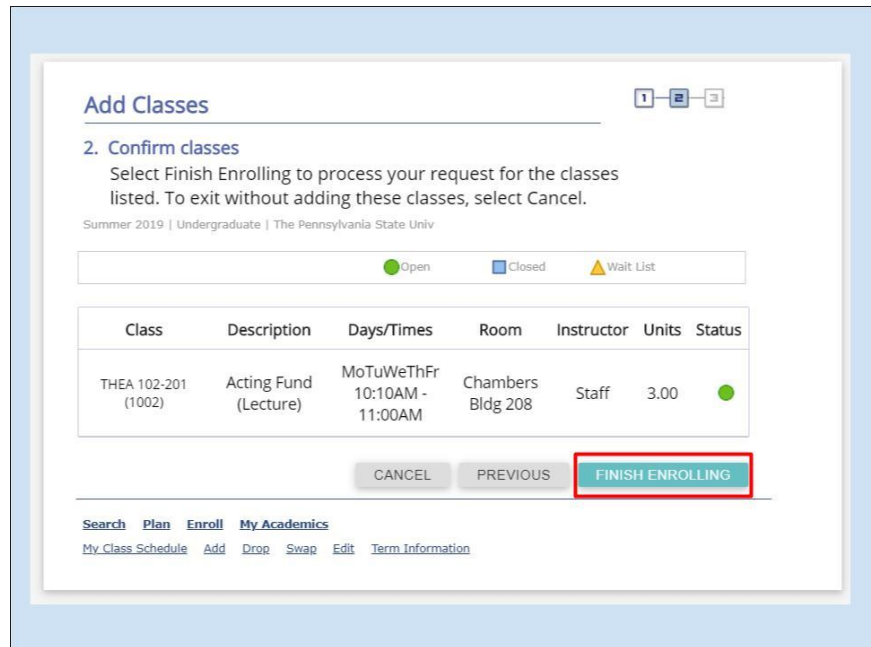 Add Classes
1 2 3
2. Confirm classes
Select Finish Enrolling to process your request for the classes
listed. To exit without adding these classes, select Cancel.
Summer 2019 | Undergraduate | The Pennsylvania State Univ
Open Closed Wait List
Class Description Days/Times Room Instructor Units Status
THEA 102-201
(1002)
Acting Fund
(Lecture)
MoTuWeThFr
10:10AM -
11:00AM
Chambers
Bldg 208
Staff
3.00
CANCEL PREVIOUS FINISH ENROLLING
Search Plan Enroll My Academics
My Class Schedule Add Drop Swap Edit Term Information